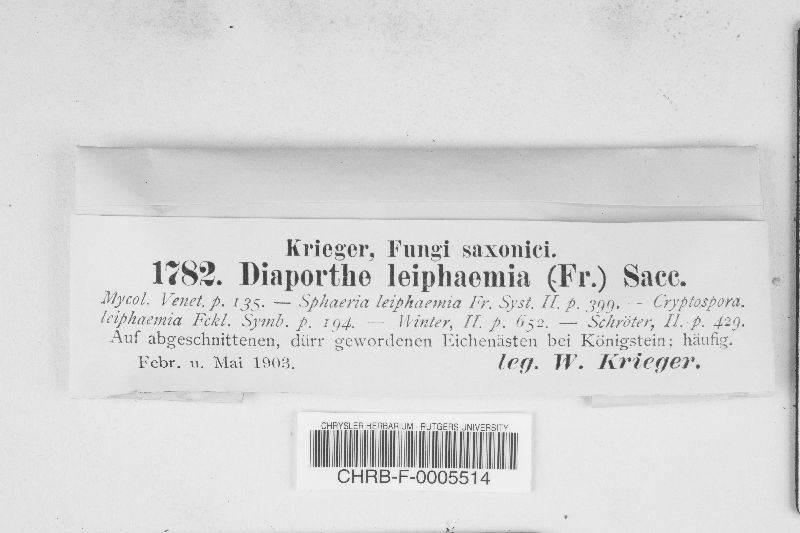 Krieger, Fungi saxonici.
1782. Diaporthe leiphaemia (Fr.) Sacc.
Mycol. Venet. p. 135. — Sphaeria leiphaemia Fr. Syst. II. p. 399. — Cryptospora.
leiphaemia Fckl. Symb. p. 194. — Winter, II. p. 652. — Schröter, II. p. 429.
Auf abgeschnittenen, dürr gewordenen Eichenästen bei Königstein; häufig.
Febr. u. Mai 1903. leg. W. Krieger.
CHRYSLER HERBARIUM - RUTGERS UNIVERSITY
CHRB-F-0005514